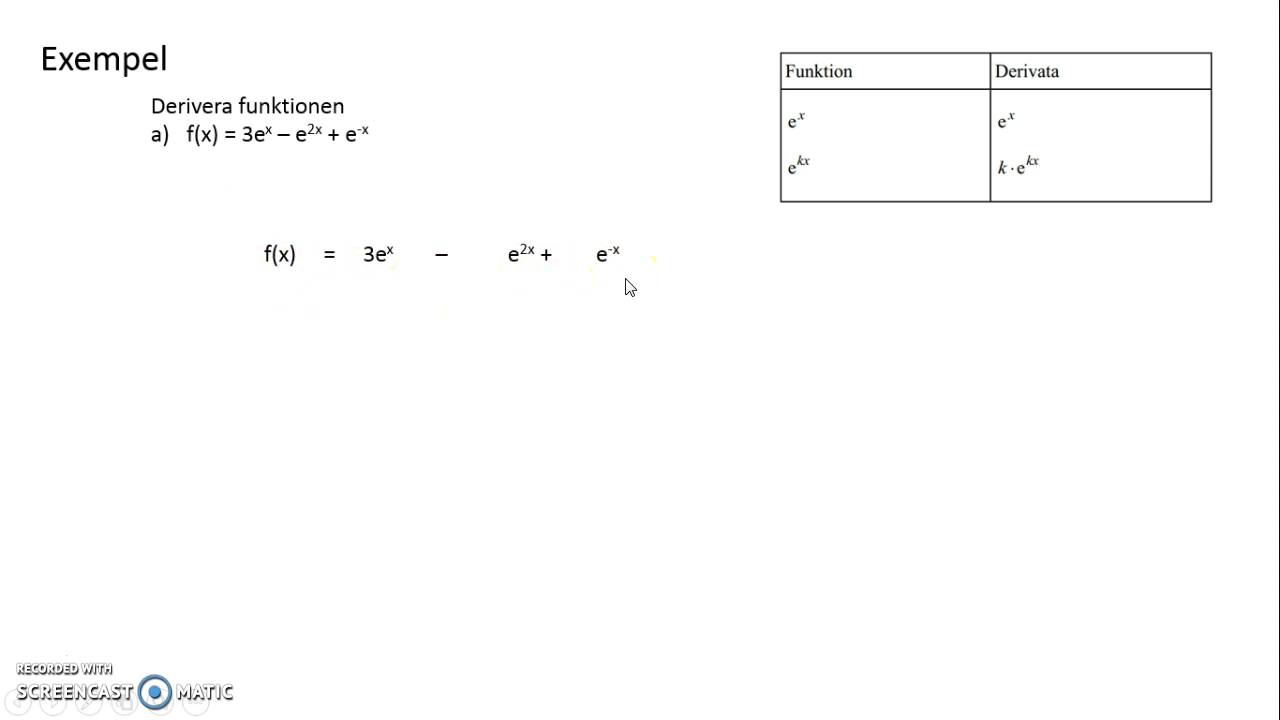 Exempel
Derivera funktionen
a) f(x) = 3eˣ – e²ˣ + e⁻ˣ
Funktion Derivata
eˣ eˣ
eᵏˣ k · eᵏˣ
f(x) = 3eˣ – e²ˣ + e⁻ˣ
RECORDED WITH
SCREENCAST MATIC